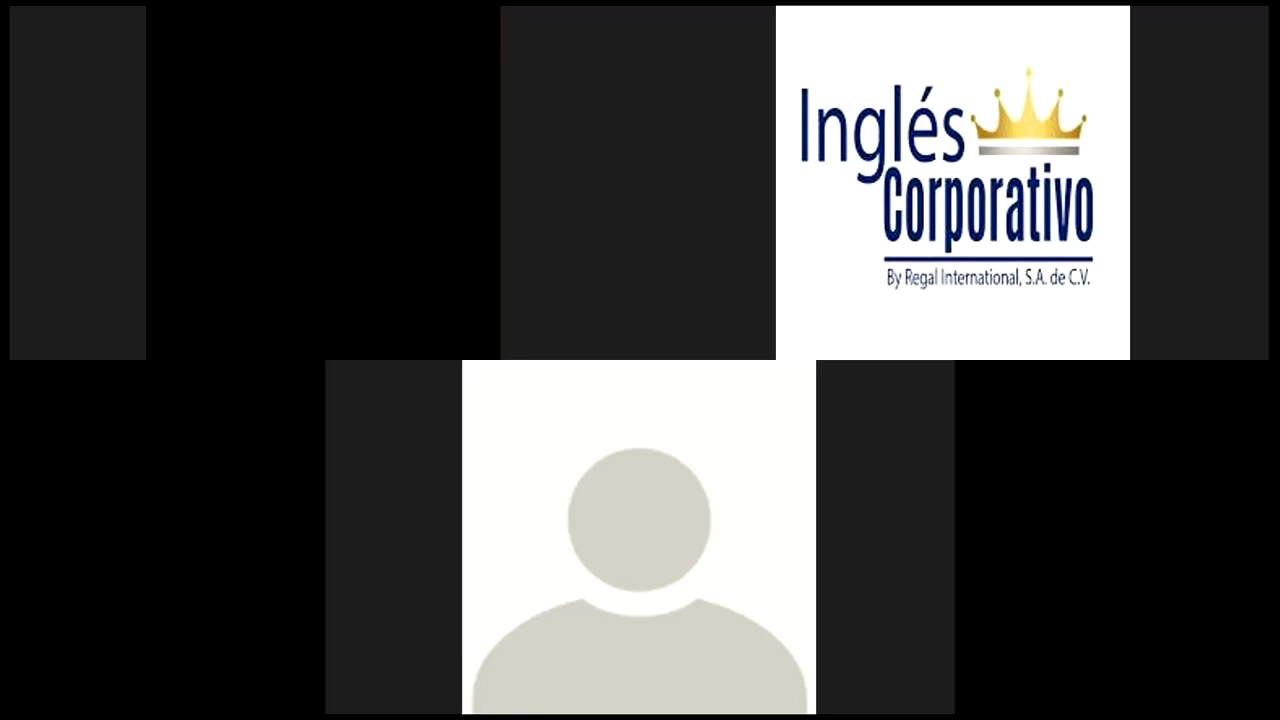 Inglés
Corporativo
By Regal International, S.A. de C.V.